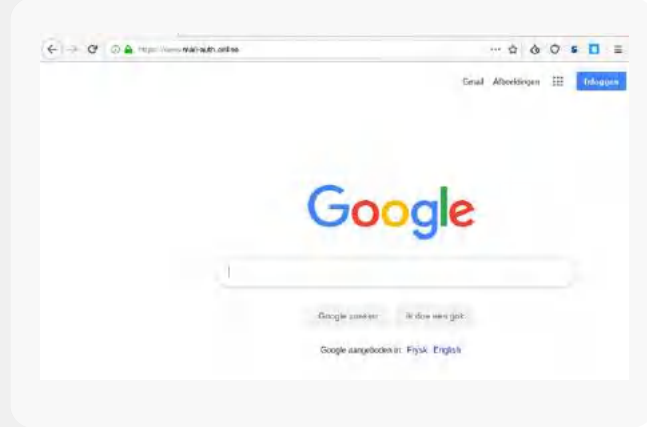 https://www.mail-auth.online
Gmail Afbeeldingen Inloggen
Google
Google zoeken Ik doe een gok
Google aangeboden in: Frysk English